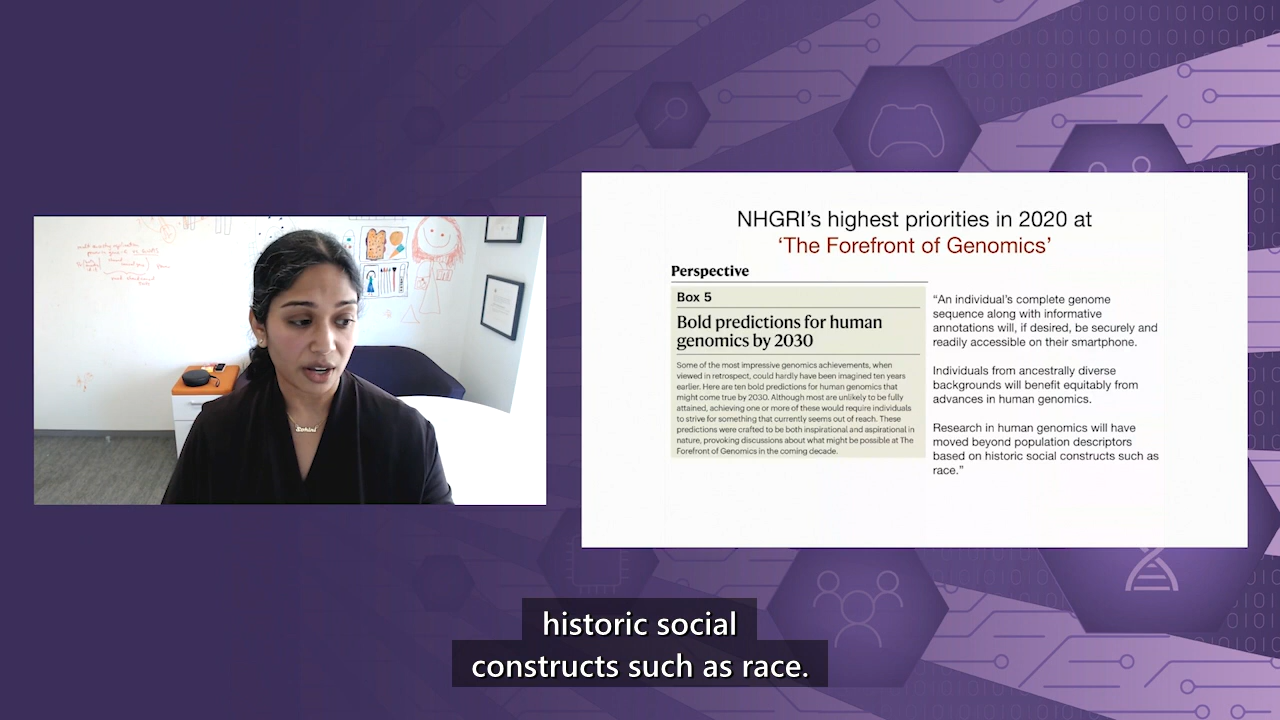 NHGRI’s highest priorities in 2020 at
‘The Forefront of Genomics’
Perspective
Box 5
Bold predictions for human
genomics by 2030
Some of the most impressive genomics achievements, when
viewed in retrospect, could hardly have been imagined ten years
earlier. Here are ten bold predictions for human genomics that
might come true by 2030. Although most are unlikely to be fully
attained, achieving one or more of these would require individuals
to strive for something that currently seems out of reach. These
predictions were crafted to be both inspirational and aspirational in
nature, provoking discussions about what might be possible at The
Forefront of Genomics in the coming decade.
“An individual’s complete genome
sequence along with informative
annotations will, if desired, be securely and
readily accessible on their smartphone.
Individuals from ancestrally diverse
backgrounds will benefit equitably from
advances in human genomics.
Research in human genomics will have
moved beyond population descriptors
based on historic social constructs such as
race.”
historic social
constructs such as race.